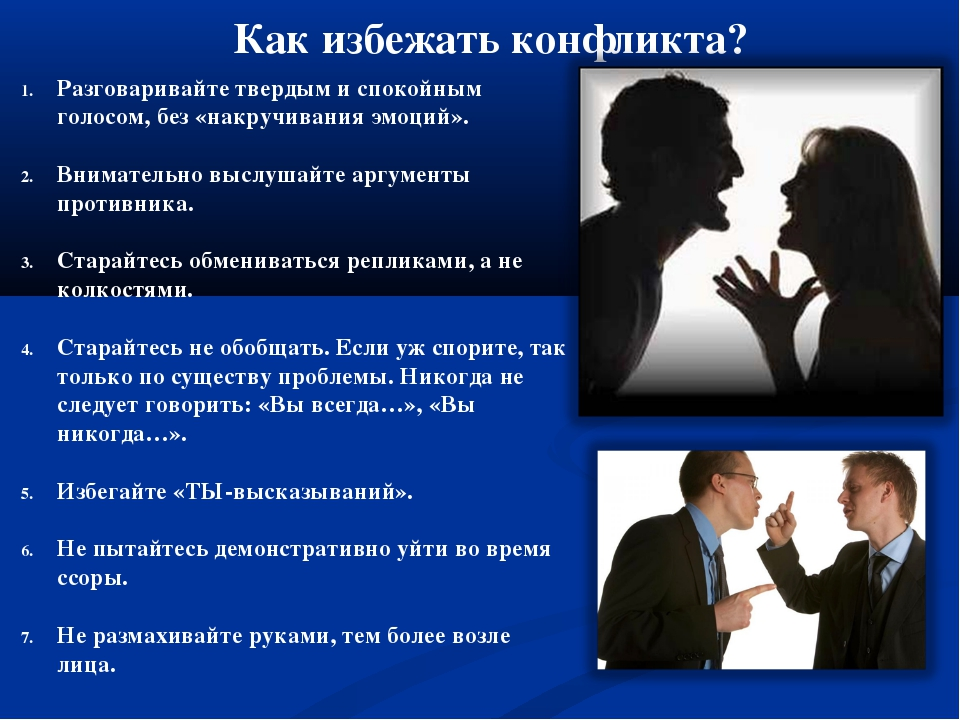 Как избежать конфликта?
1. Разговаривайте твердым и спокойным
голосом, без «накручивания эмоций».
2. Внимательно выслушайте аргументы
противника.
3. Старайтесь обмениваться репликами, а не
колкостями.
4. Старайтесь не обобщать. Если уж спорите, так
только по существу проблемы. Никогда не
следует говорить: «Вы всегда…», «Вы
никогда…».
5. Избегайте «ТЫ-высказываний».
6. Не пытайтесь демонстративно уйти во время
ссоры.
7. Не размахивайте руками, тем более возле
лица.